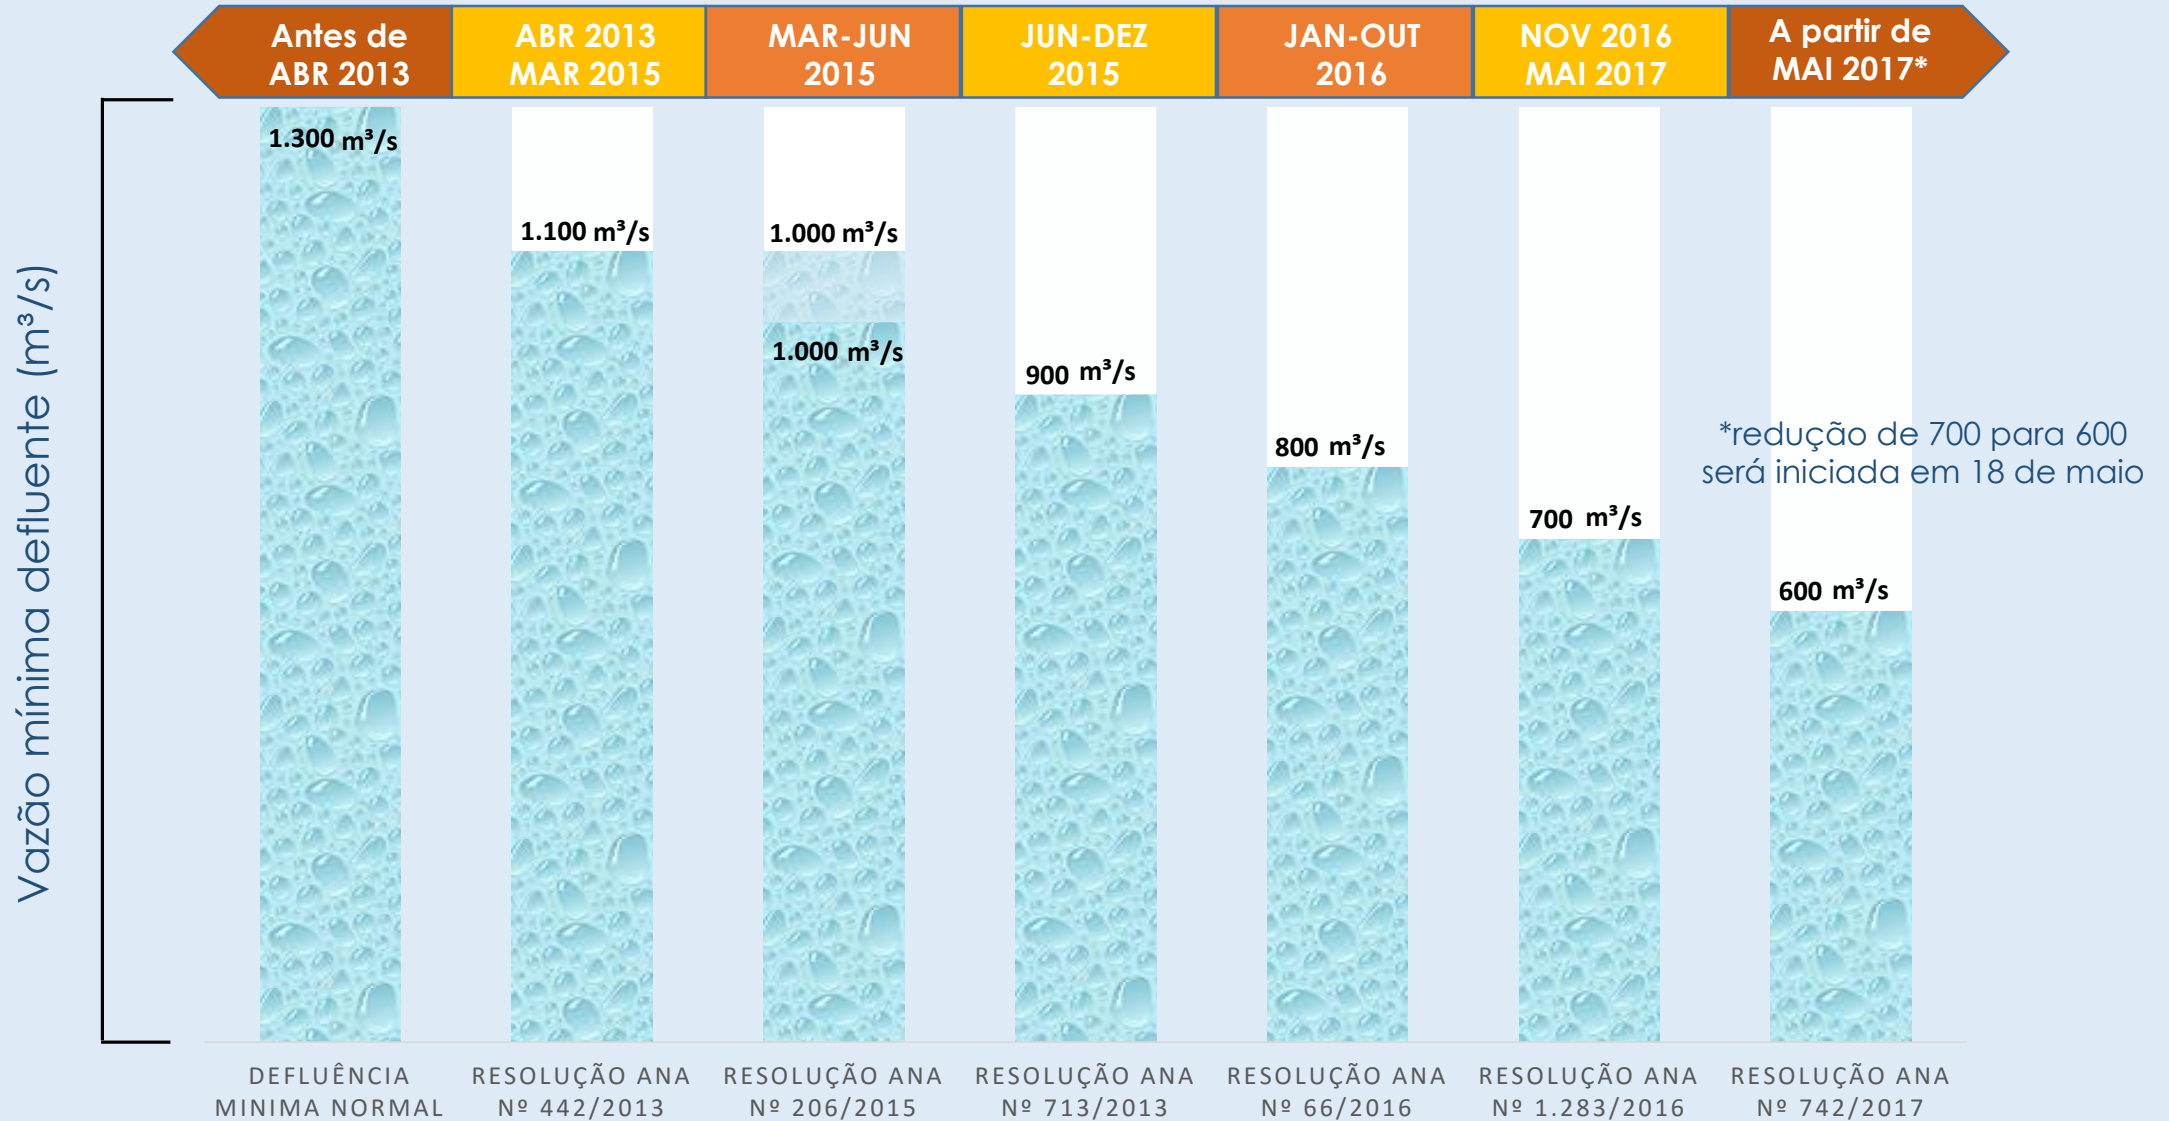 Antes de
ABR 2013
ABR 2013
MAR 2015
MAR-JUN
2015
JUN-DEZ
2015
JAN-OUT
2016
NOV 2016
MAI 2017
A partir de
MAI 2017*
Vazão mínima defluente (m³/s)
1.300 m³/s
1.100 m³/s
1.000 m³/s
1.000 m³/s
900 m³/s
800 m³/s
700 m³/s
600 m³/s
*redução de 700 para 600
será iniciada em 18 de maio
DEFLUÊNCIA
MINIMA NORMAL
RESOLUÇÃO ANA
Nº 442/2013
RESOLUÇÃO ANA
Nº 206/2015
RESOLUÇÃO ANA
Nº 713/2013
RESOLUÇÃO ANA
Nº 66/2016
RESOLUÇÃO ANA
Nº 1.283/2016
RESOLUÇÃO ANA
Nº 742/2017